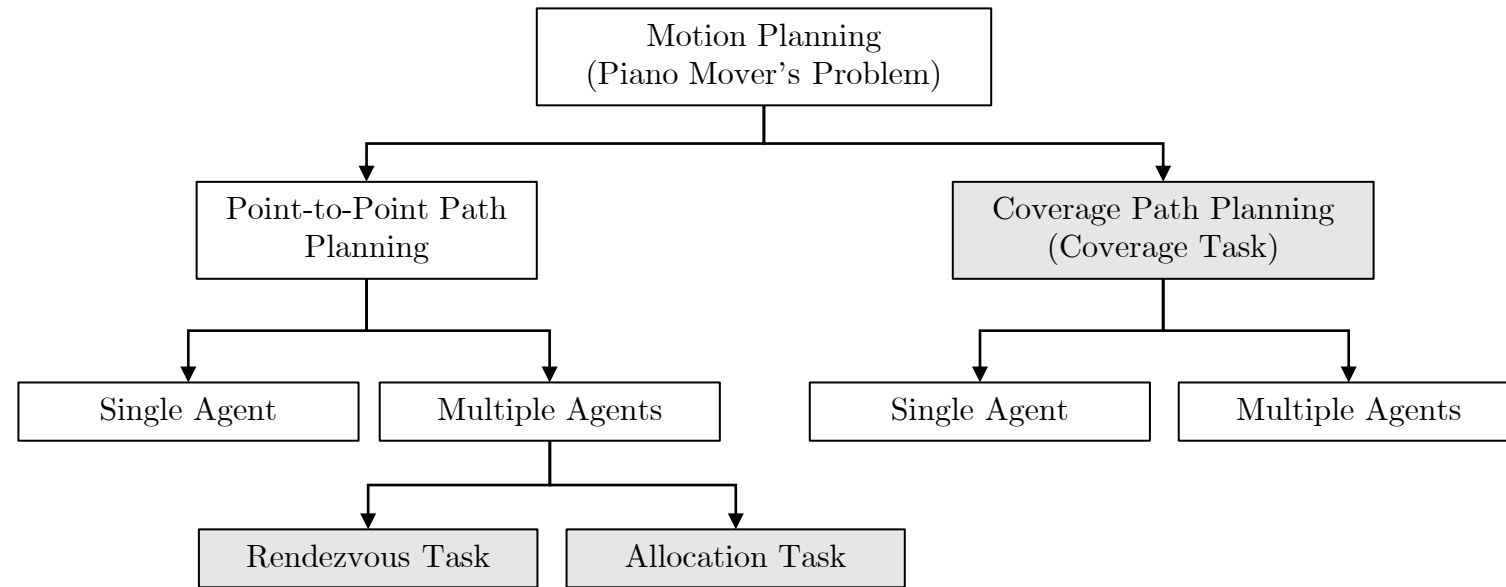 Motion Planning
(Piano Mover's Problem)
Point-to-Point Path
Planning
Coverage Path Planning
(Coverage Task)
Single Agent
Multiple Agents
Single Agent
Multiple Agents
Rendezvous Task
Allocation Task